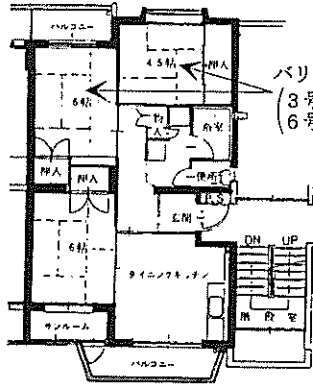 バルコニー
4.5帖
押入
6帖
バリ
(3号
6号
物入
浴室
押入
押入
便所
P.S
玄関
6帖
DN UP
ダイニングキッチン
階段室
サンルーム
バルコニー